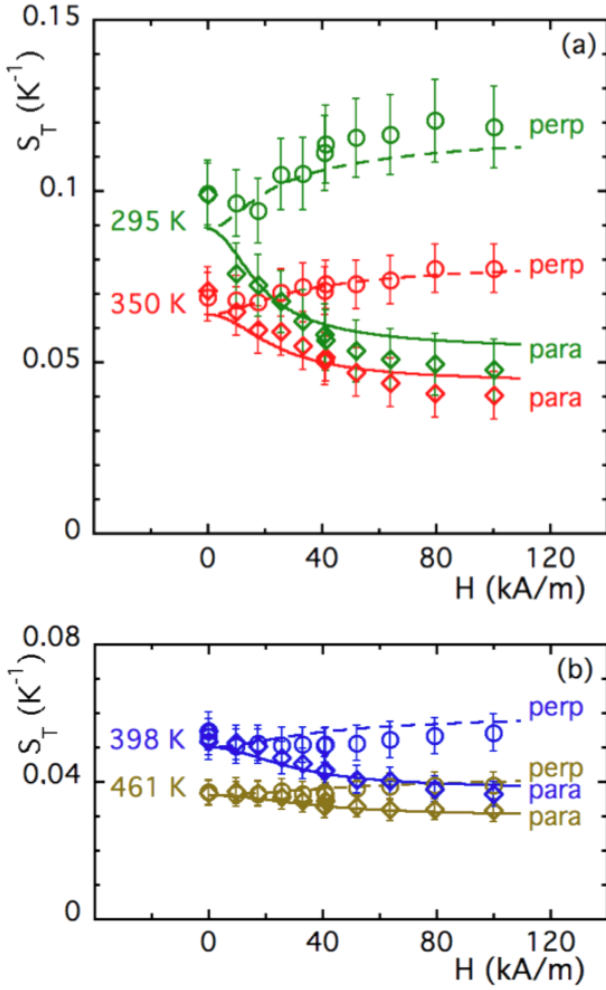 0.15
(a)
S_T (K⁻¹)
perp
0.1
295 K
perp
350 K
para
0.05
para
0
0 40 80 120
H (kA/m)
0.08
(b)
S_T (K⁻¹)
perp
398 K
perp
0.04
461 K
para
para
0
0 40 80 120
H (kA/m)